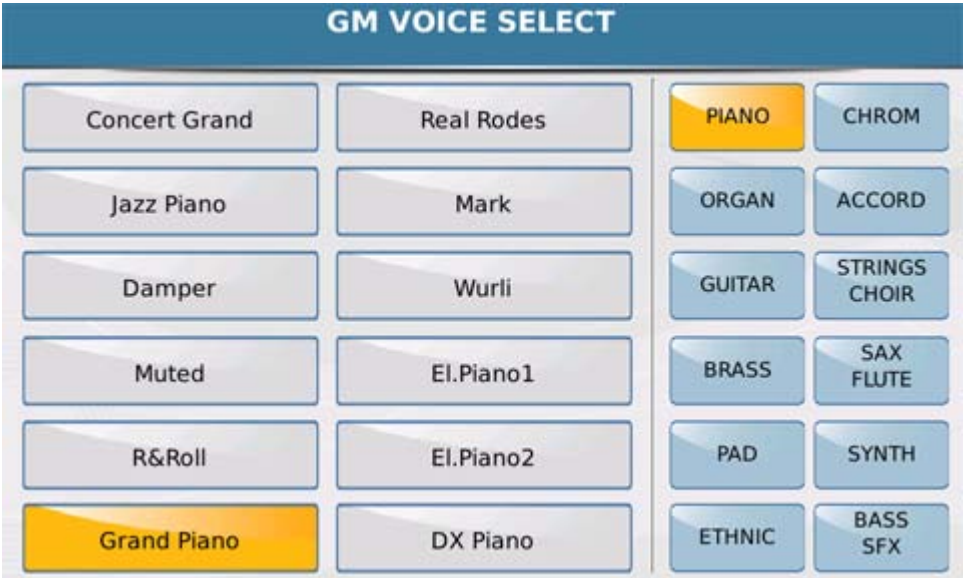 GM VOICE SELECT
Concert Grand
Real Rodes
PIANO
CHROM
Jazz Piano
Mark
ORGAN
ACCORD
Damper
Wurli
GUITAR
STRINGS
CHOIR
Muted
El.Piano1
BRASS
SAX
FLUTE
R&Roll
El.Piano2
PAD
SYNTH
Grand Piano
DX Piano
ETHNIC
BASS
SFX